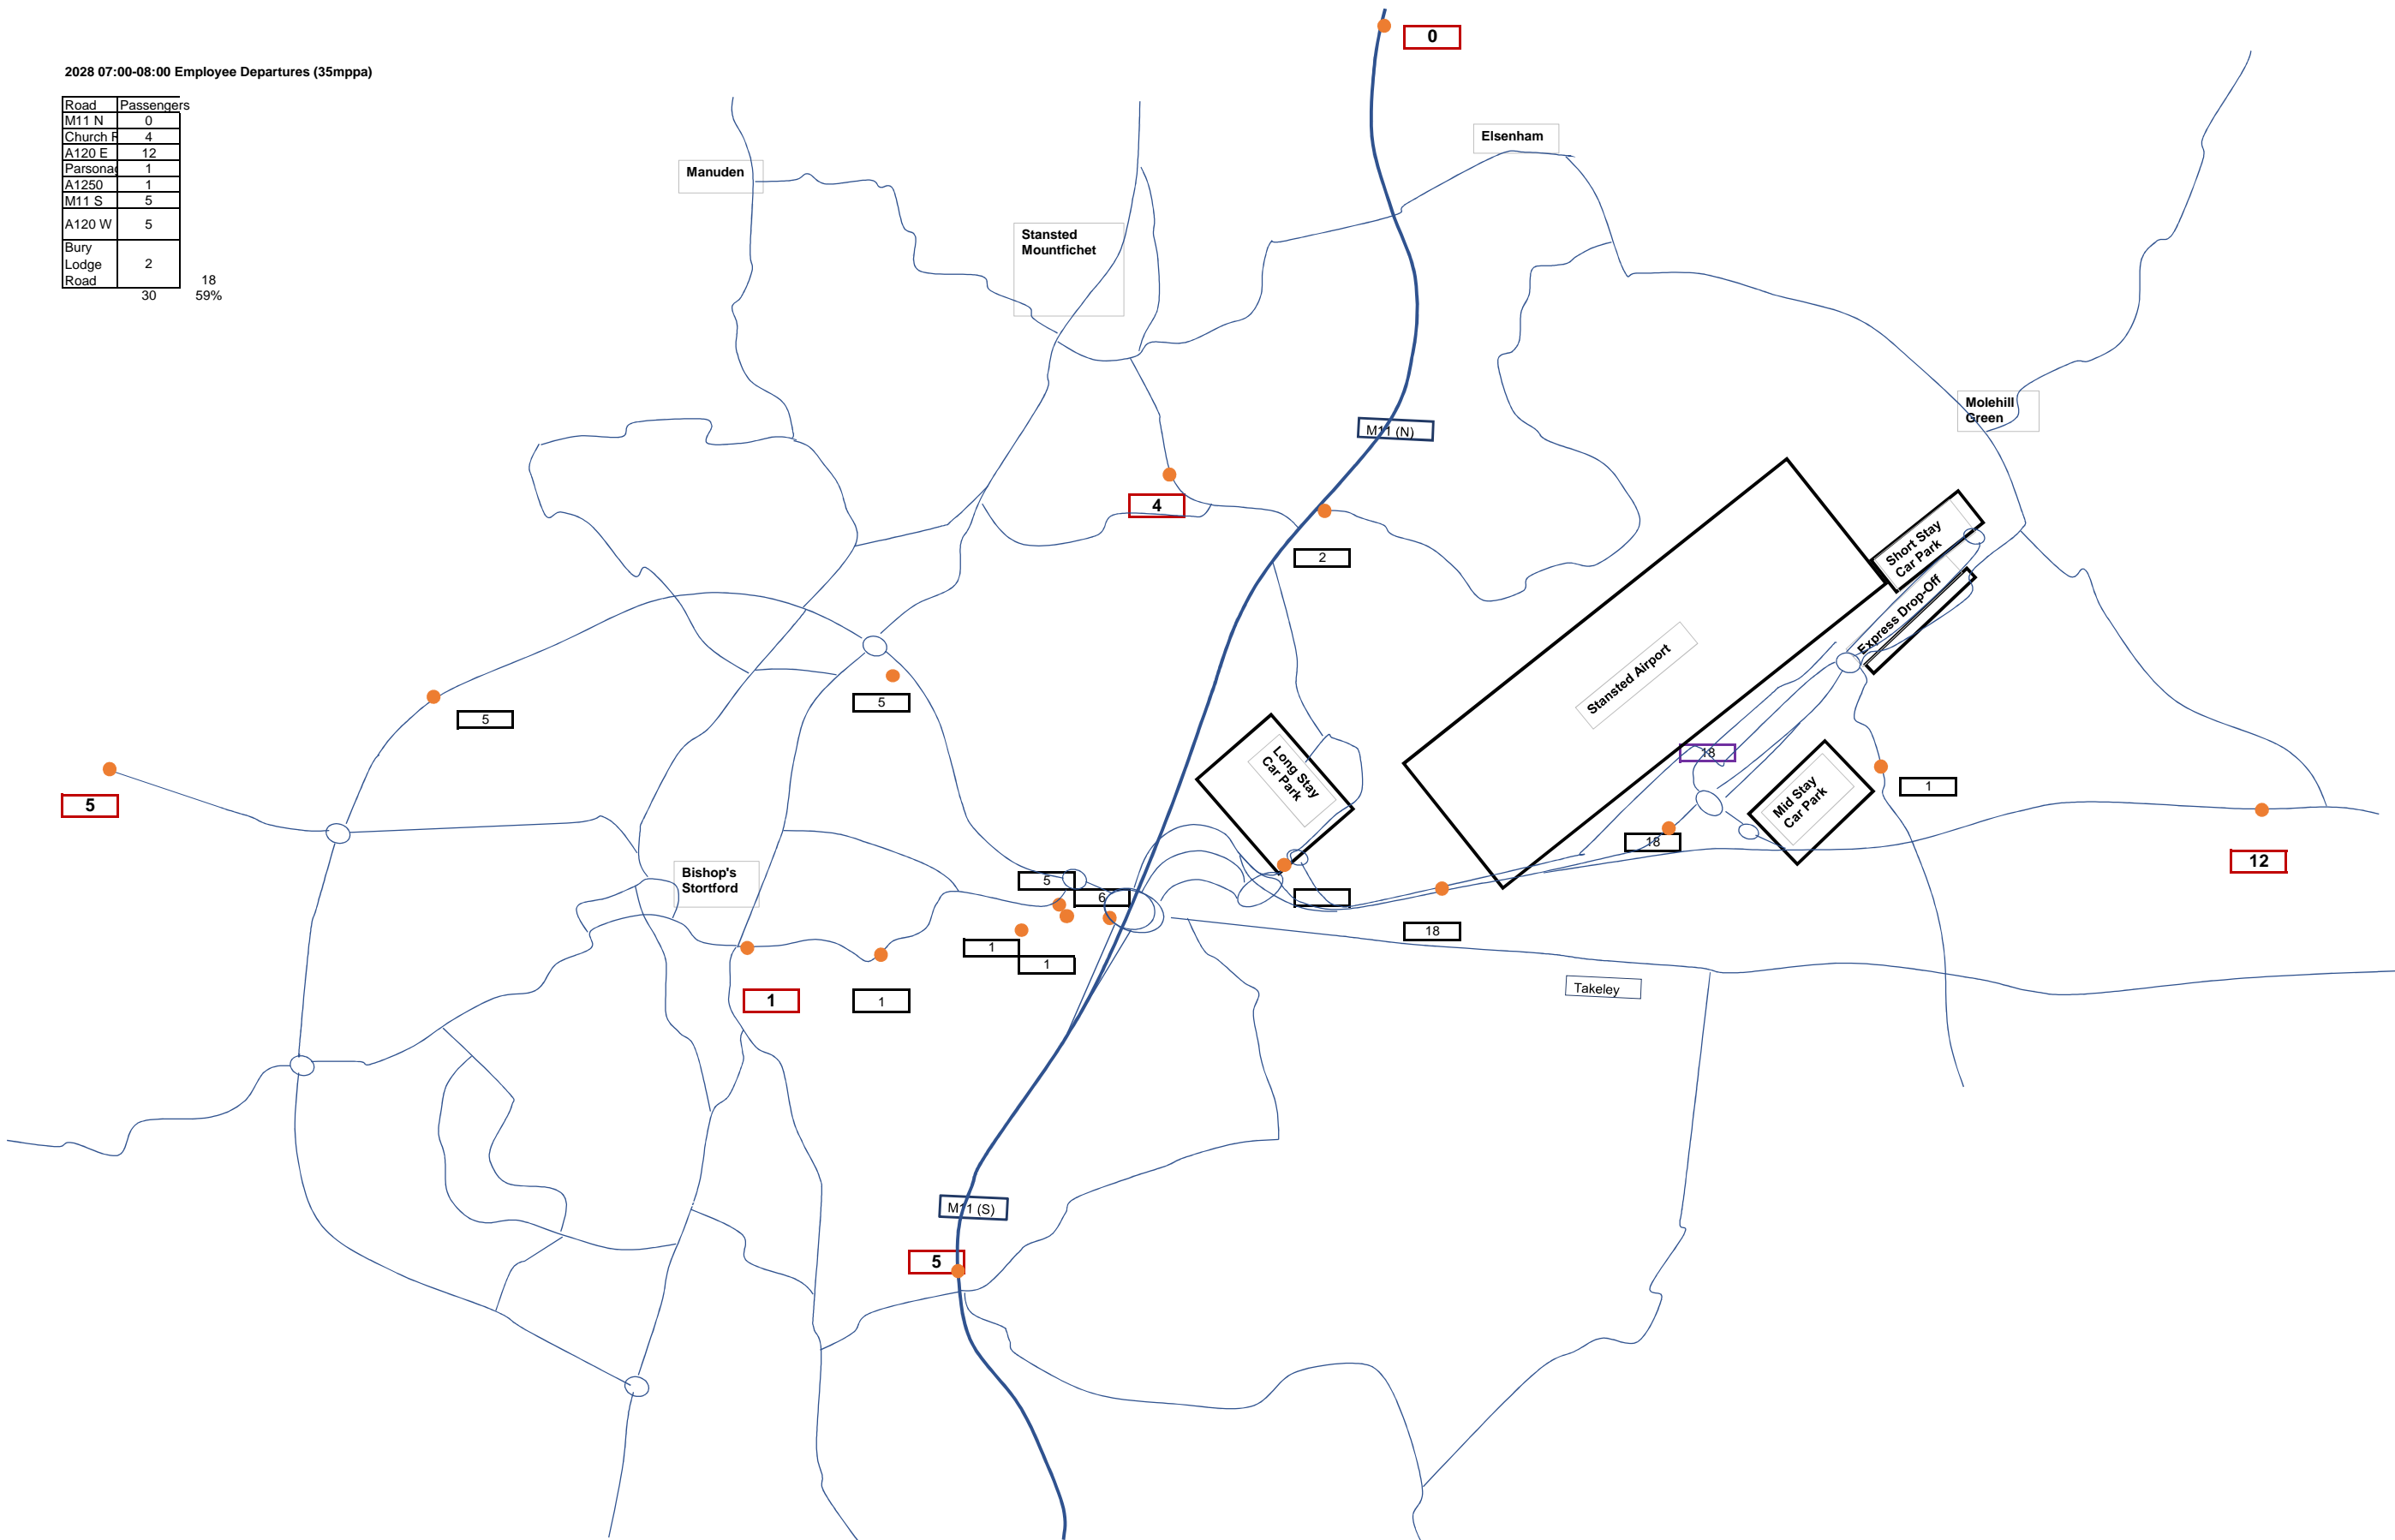 0
2028 07:00-08:00 Employee Departures (35mppa)
Road Passengers
M11 N 0
Church R 4
A120 E 12
Parsonag 1
A1250 1
M11 S 5
A120 W 5
Bury
Lodge 2
Road 18
30 59%
Elsenham
Manuden
Stansted
Mountfichet
Molehill
Green
M11 (N)
4
2
Short Stay
Car Park
Express Drop-Off
Stansted Airport
5
5
18
Long Stay
Car Park
Mid Stay
Car Park
1
5
18
12
Bishop's
Stortford
5
6
18
1
1
Takeley
1
1
M11 (S)
5